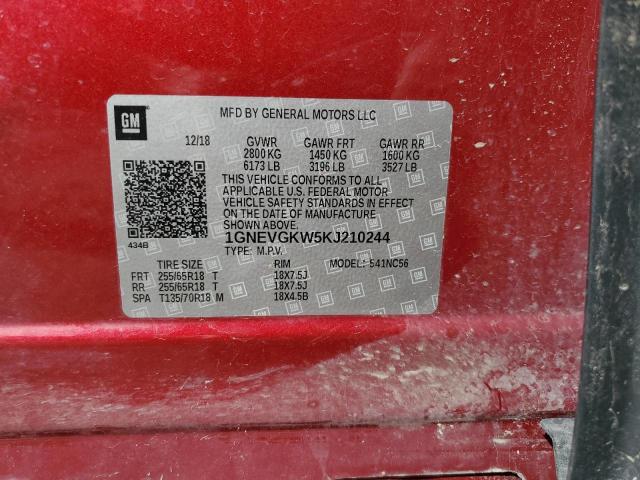 GM
MFD BY GENERAL MOTORS LLC
12/18 GVWR GAWR FRT GAWR RR
2800 KG 1450 KG 1600 KG
6173 LB 3196 LB 3527 LB
THIS VEHICLE CONFORMS TO ALL
APPLICABLE U.S. FEDERAL MOTOR
VEHICLE SAFETY STANDARDS IN EFFECT
ON THE DATE OF MANUFACTURE
SHOWN ABOVE.
434B
1GNEVGKW5KJ210244
TYPE: M.P.V.
TIRE SIZE RIM MODEL: 541NC56
FRT 255/65R18 T 18X7.5J
RR 255/65R18 T 18X7.5J
SPA T135/70R18 M 18X4.5B